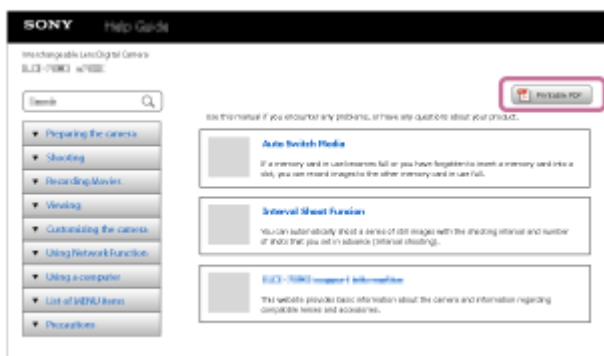 SONY Help Guide
Interchangeable Lens Digital Camera
Search
Printable PDF
Use this manual if you encounter any problems, or have any questions about your product.
Preparing the camera
Shooting
Recording Movies
Viewing
Customizing the camera
Using Network Function
Using a computer
List of MENU items
Precautions
Auto Switch Media
If a memory card in use becomes full or you have forgotten to insert a memory card into a
slot, you can record images to the other memory card in use full.
Interval Shoot Funsion
You can automatically shoot a series of still images with the shooting interval and number
of shots that you set in advance (interval shooting).
support information
This website provides basic information about the camera and information regarding
compatible lenses and accessories.